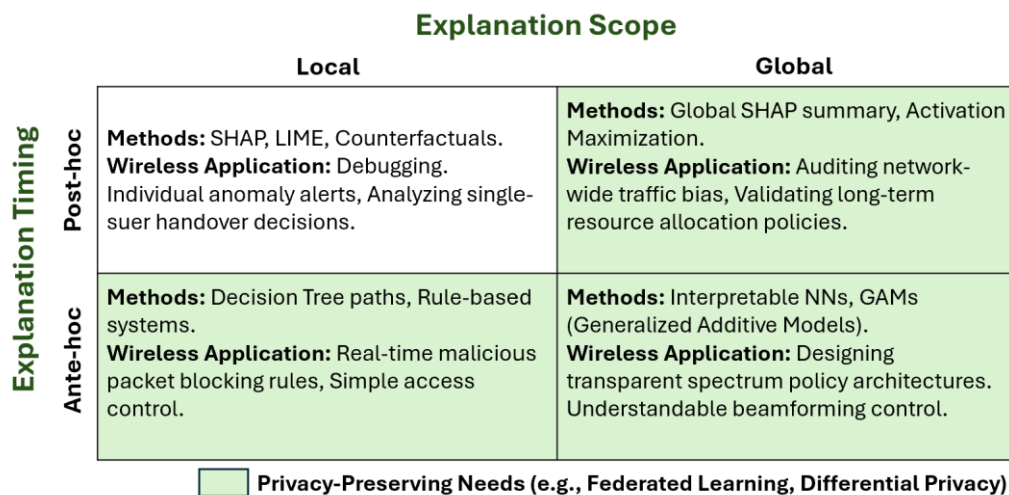 Explanation Scope
Local
Global
Explanation Timing
Post-hoc
Methods: SHAP, LIME, Counterfactuals.
Wireless Application: Debugging.
Individual anomaly alerts, Analyzing single-
suer handover decisions.
Methods: Global SHAP summary, Activation
Maximization.
Wireless Application: Auditing network-
wide traffic bias, Validating long-term
resource allocation policies.
Ante-hoc
Methods: Decision Tree paths, Rule-based
systems.
Wireless Application: Real-time malicious
packet blocking rules, Simple access
control.
Methods: Interpretable NNs, GAMs
(Generalized Additive Models).
Wireless Application: Designing
transparent spectrum policy architectures.
Understandable beamforming control.
Privacy-Preserving Needs (e.g., Federated Learning, Differential Privacy)